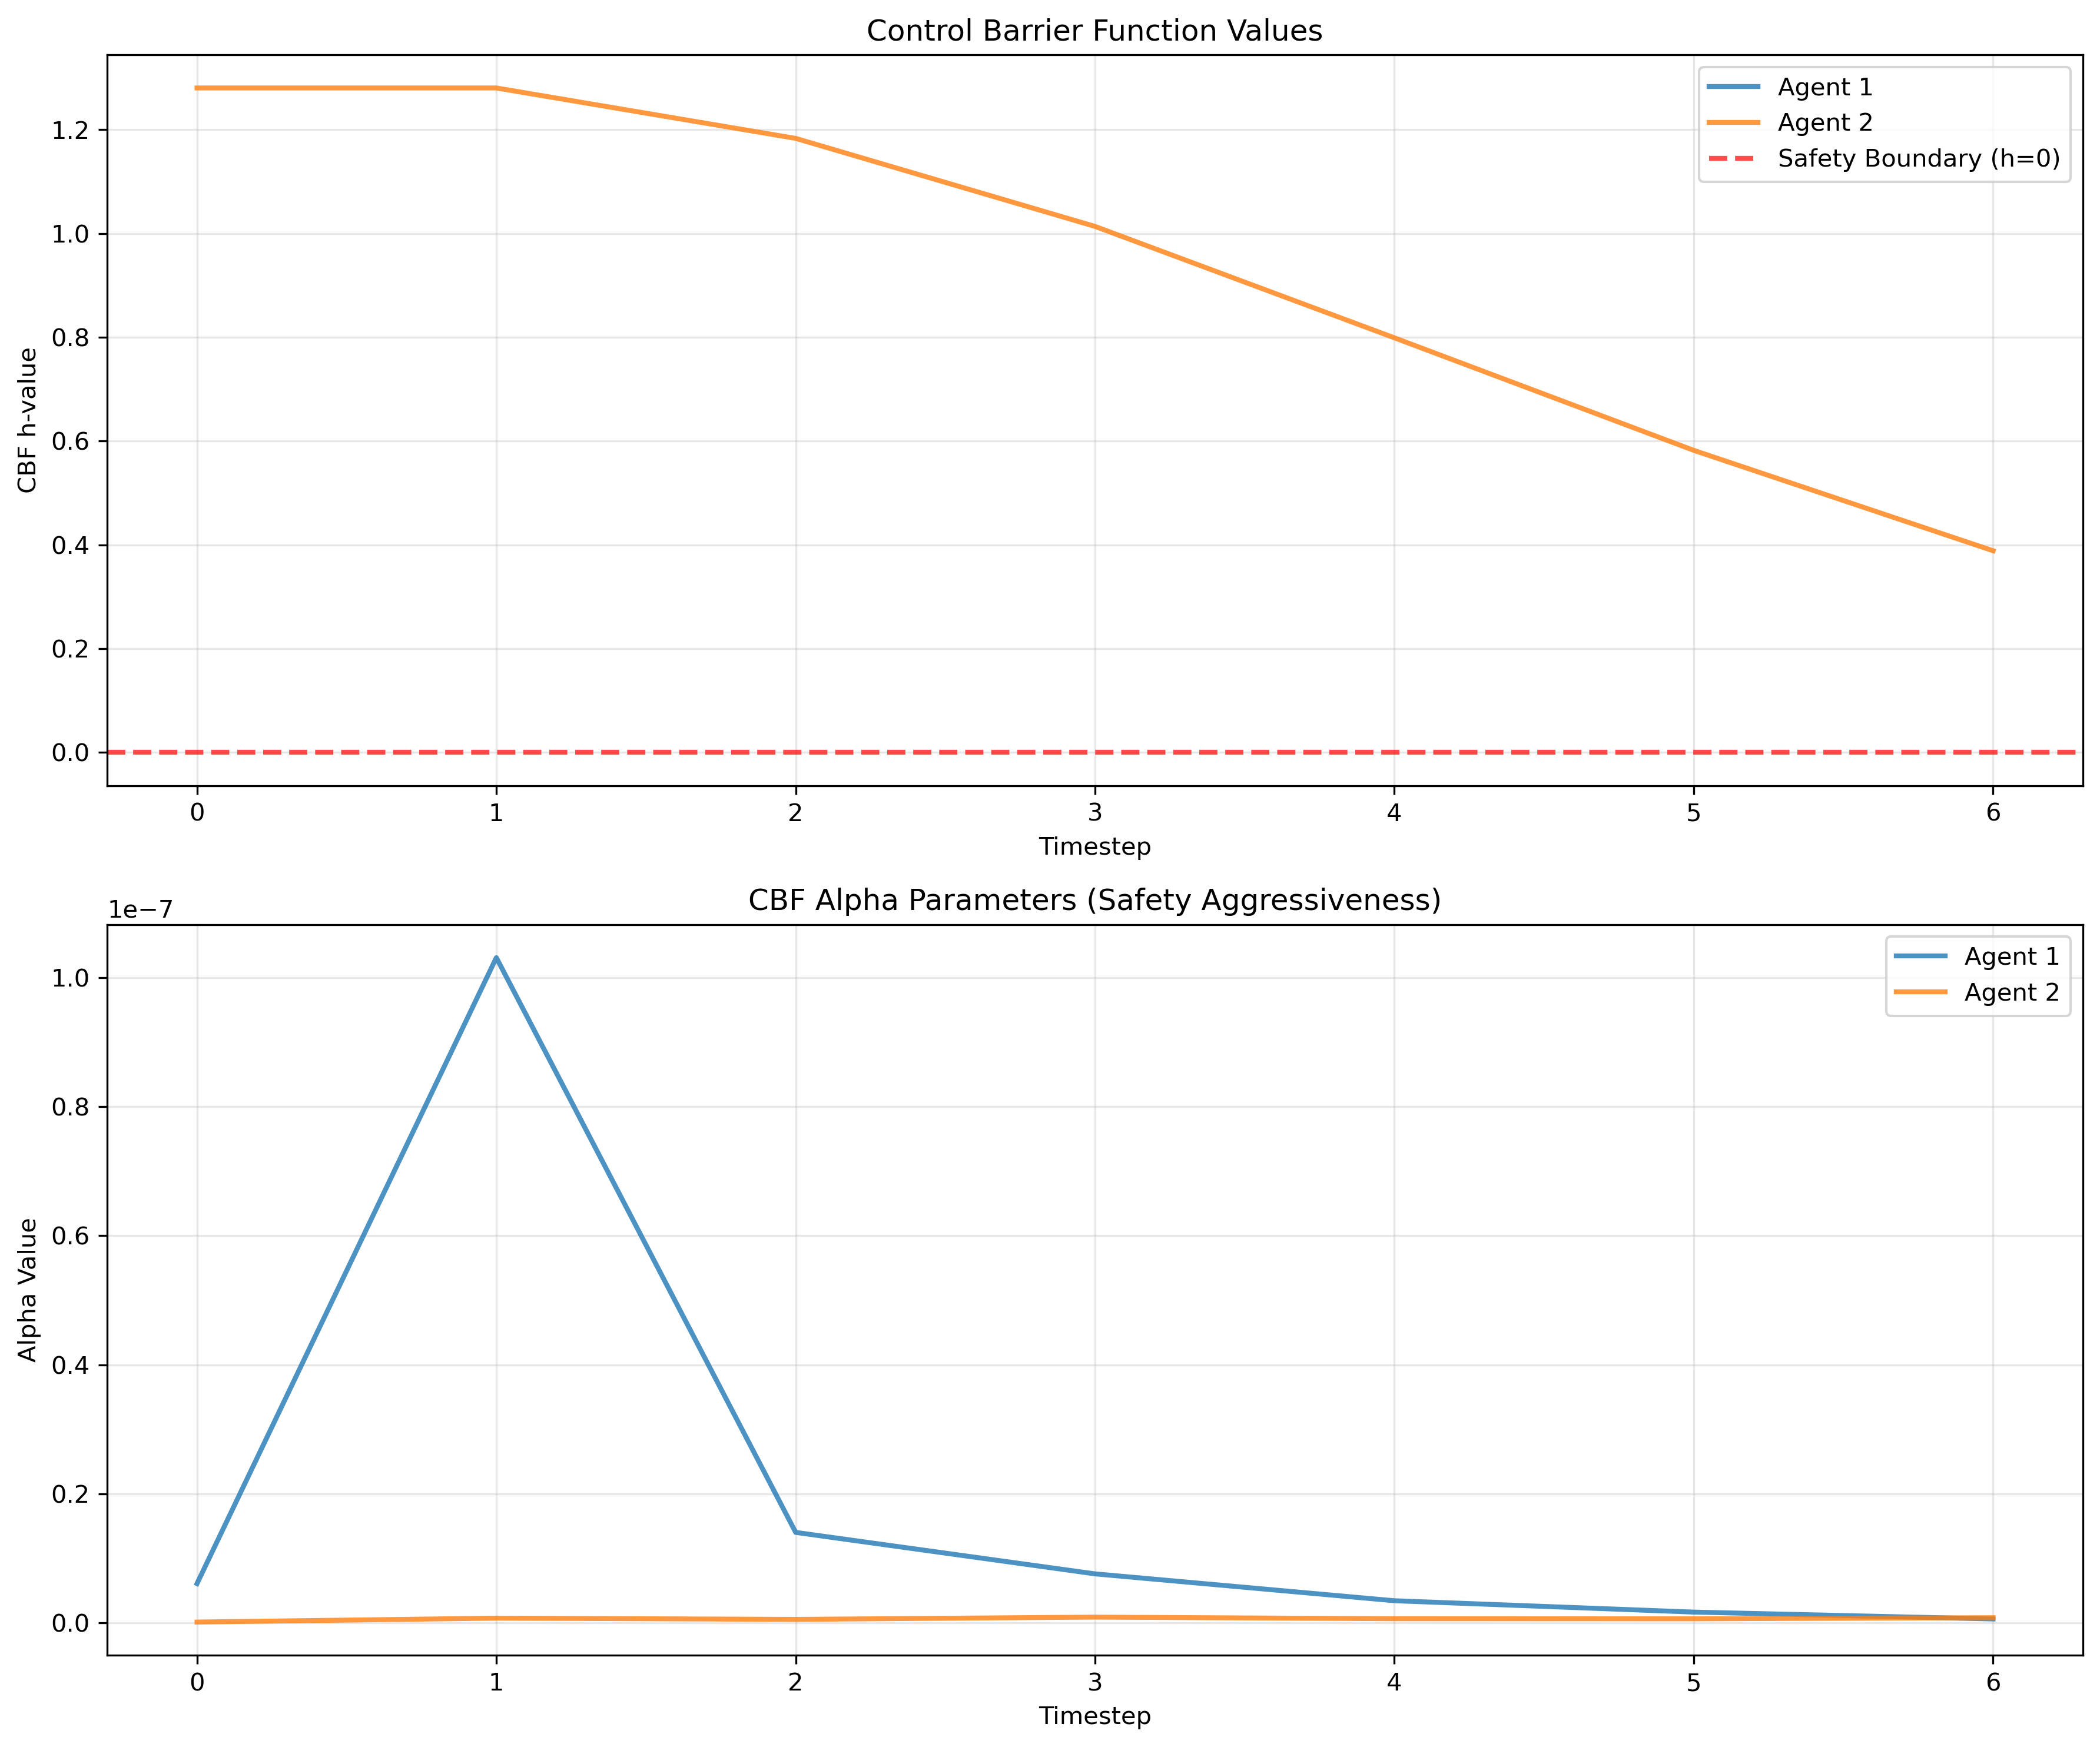 Control Barrier Function Values
Agent 1
Agent 2
Safety Boundary (h=0)
CBF h-value
1.2
1.0
0.8
0.6
0.4
0.2
0.0
0 1 2 3 4 5 6
Timestep
CBF Alpha Parameters (Safety Aggressiveness)
1e−7
Agent 1
Agent 2
Alpha Value
1.0
0.8
0.6
0.4
0.2
0.0
0 1 2 3 4 5 6
Timestep